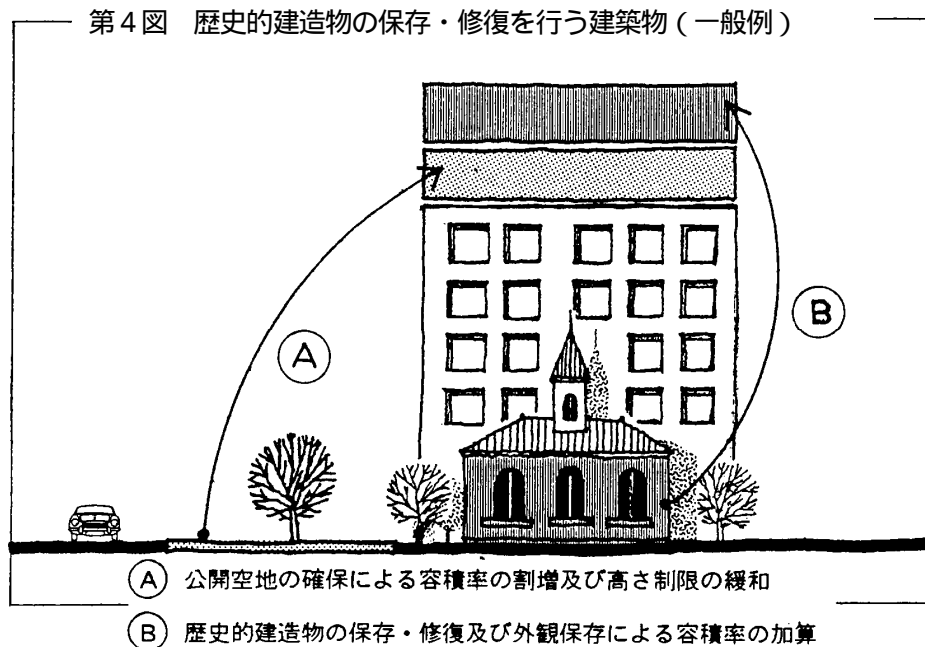 第４図　歴史的建造物の保存・修復を行う建築物（一般例）
A
B
A 公開空地の確保による容積率の割増及び高さ制限の緩和
B 歴史的建造物の保存・修復及び外観保存による容積率の加算